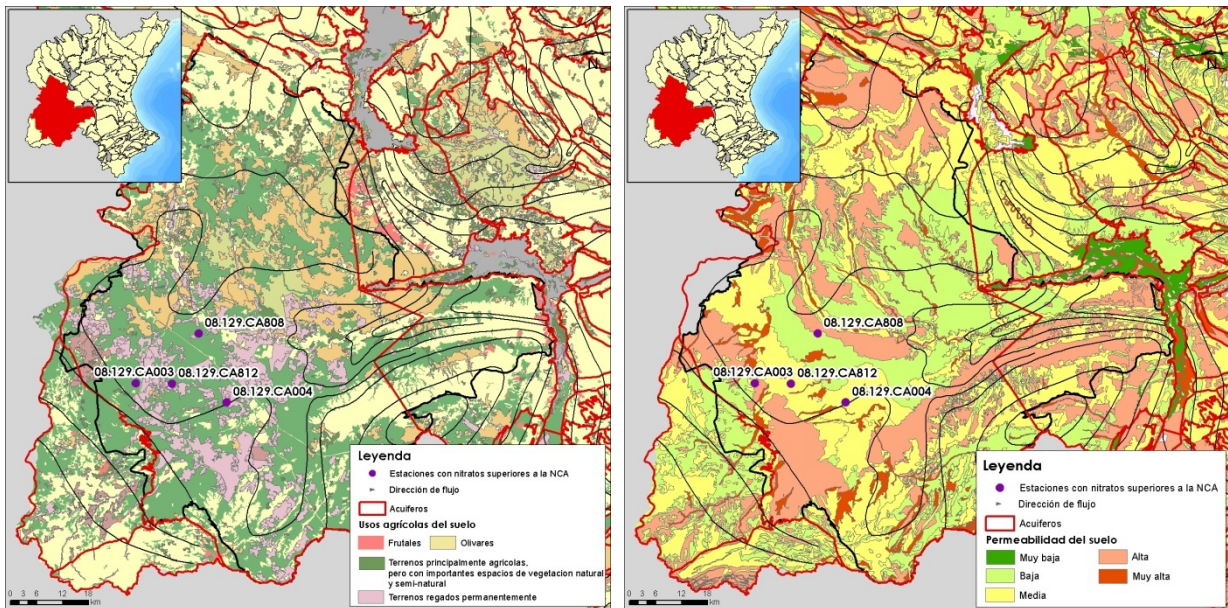 08.129.CA808
08.129.CA003
08.129.CA812
08.129.CA004
Leyenda
Estaciones con nitratos superiores a la NCA
Dirección de flujo
Acuiferos
Usos agrícolas del suelo
Frutales
Olivares
Terrenos principalmente agricolas,
pero con importantes espacios de vegetacion natural
y semi-natural
Terrenos regados permanentemente
0 3 6 12 18
km
N
08.129.CA808
08.129.CA003
08.129.CA812
08.129.CA004
Leyenda
Estaciones con nitratos superiores a la NCA
Dirección de flujo
Acuiferos
Permeabilidad del suelo
Muy baja
Alta
Baja
Muy alta
Media
0 3 6 12 18
km
N